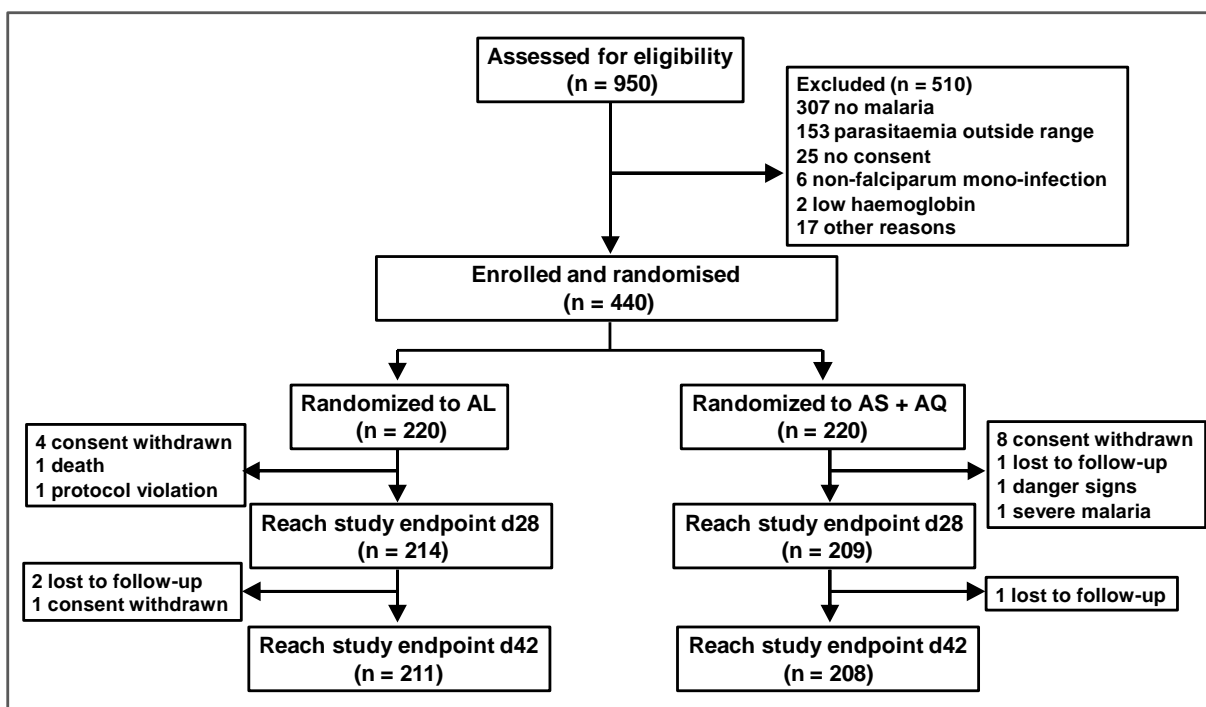 Assessed for eligibility
(n = 950)
Excluded (n = 510)
307 no malaria
153 parasitaemia outside range
25 no consent
6 non-falciparum mono-infection
2 low haemoglobin
17 other reasons
Enrolled and randomised
(n = 440)
Randomized to AL
(n = 220)
Randomized to AS + AQ
(n = 220)
4 consent withdrawn
1 death
1 protocol violation
8 consent withdrawn
1 lost to follow-up
1 danger signs
1 severe malaria
Reach study endpoint d28
(n = 214)
Reach study endpoint d28
(n = 209)
2 lost to follow-up
1 consent withdrawn
1 lost to follow-up
Reach study endpoint d42
(n = 211)
Reach study endpoint d42
(n = 208)